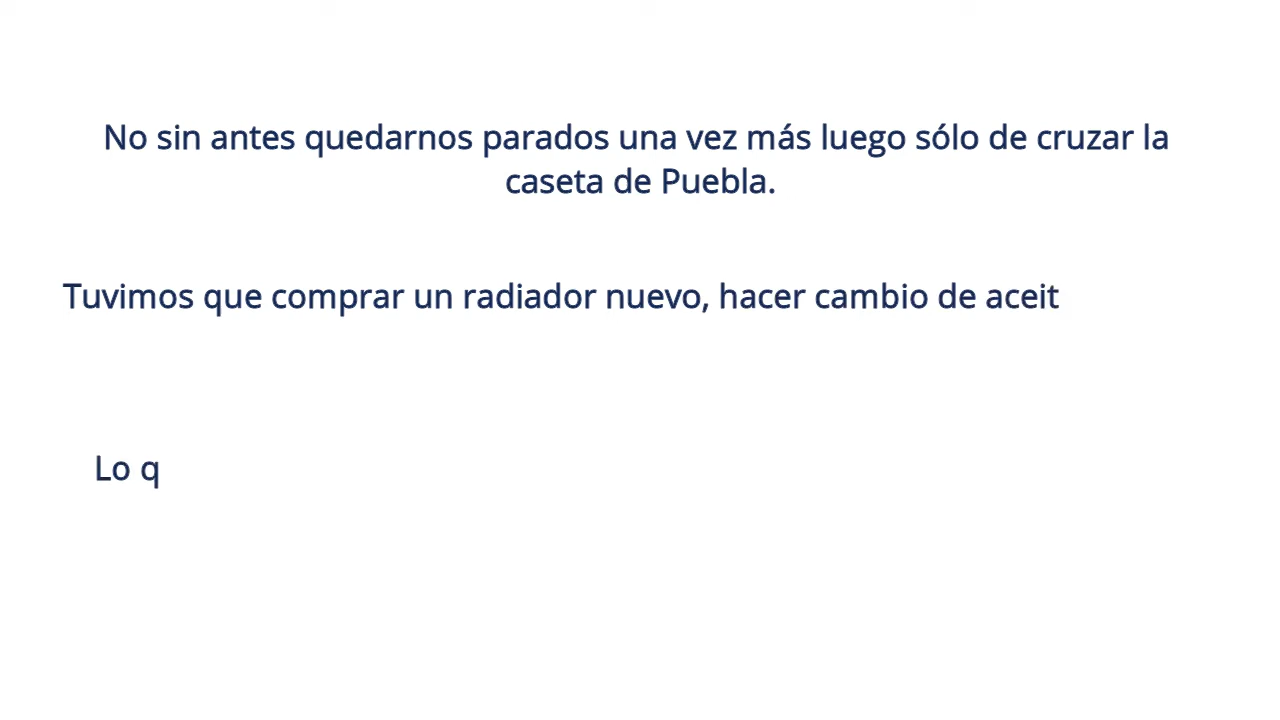 No sin antes quedarnos parados una vez más luego sólo de cruzar la
caseta de Puebla.
Tuvimos que comprar un radiador nuevo, hacer cambio de aceit
Lo q